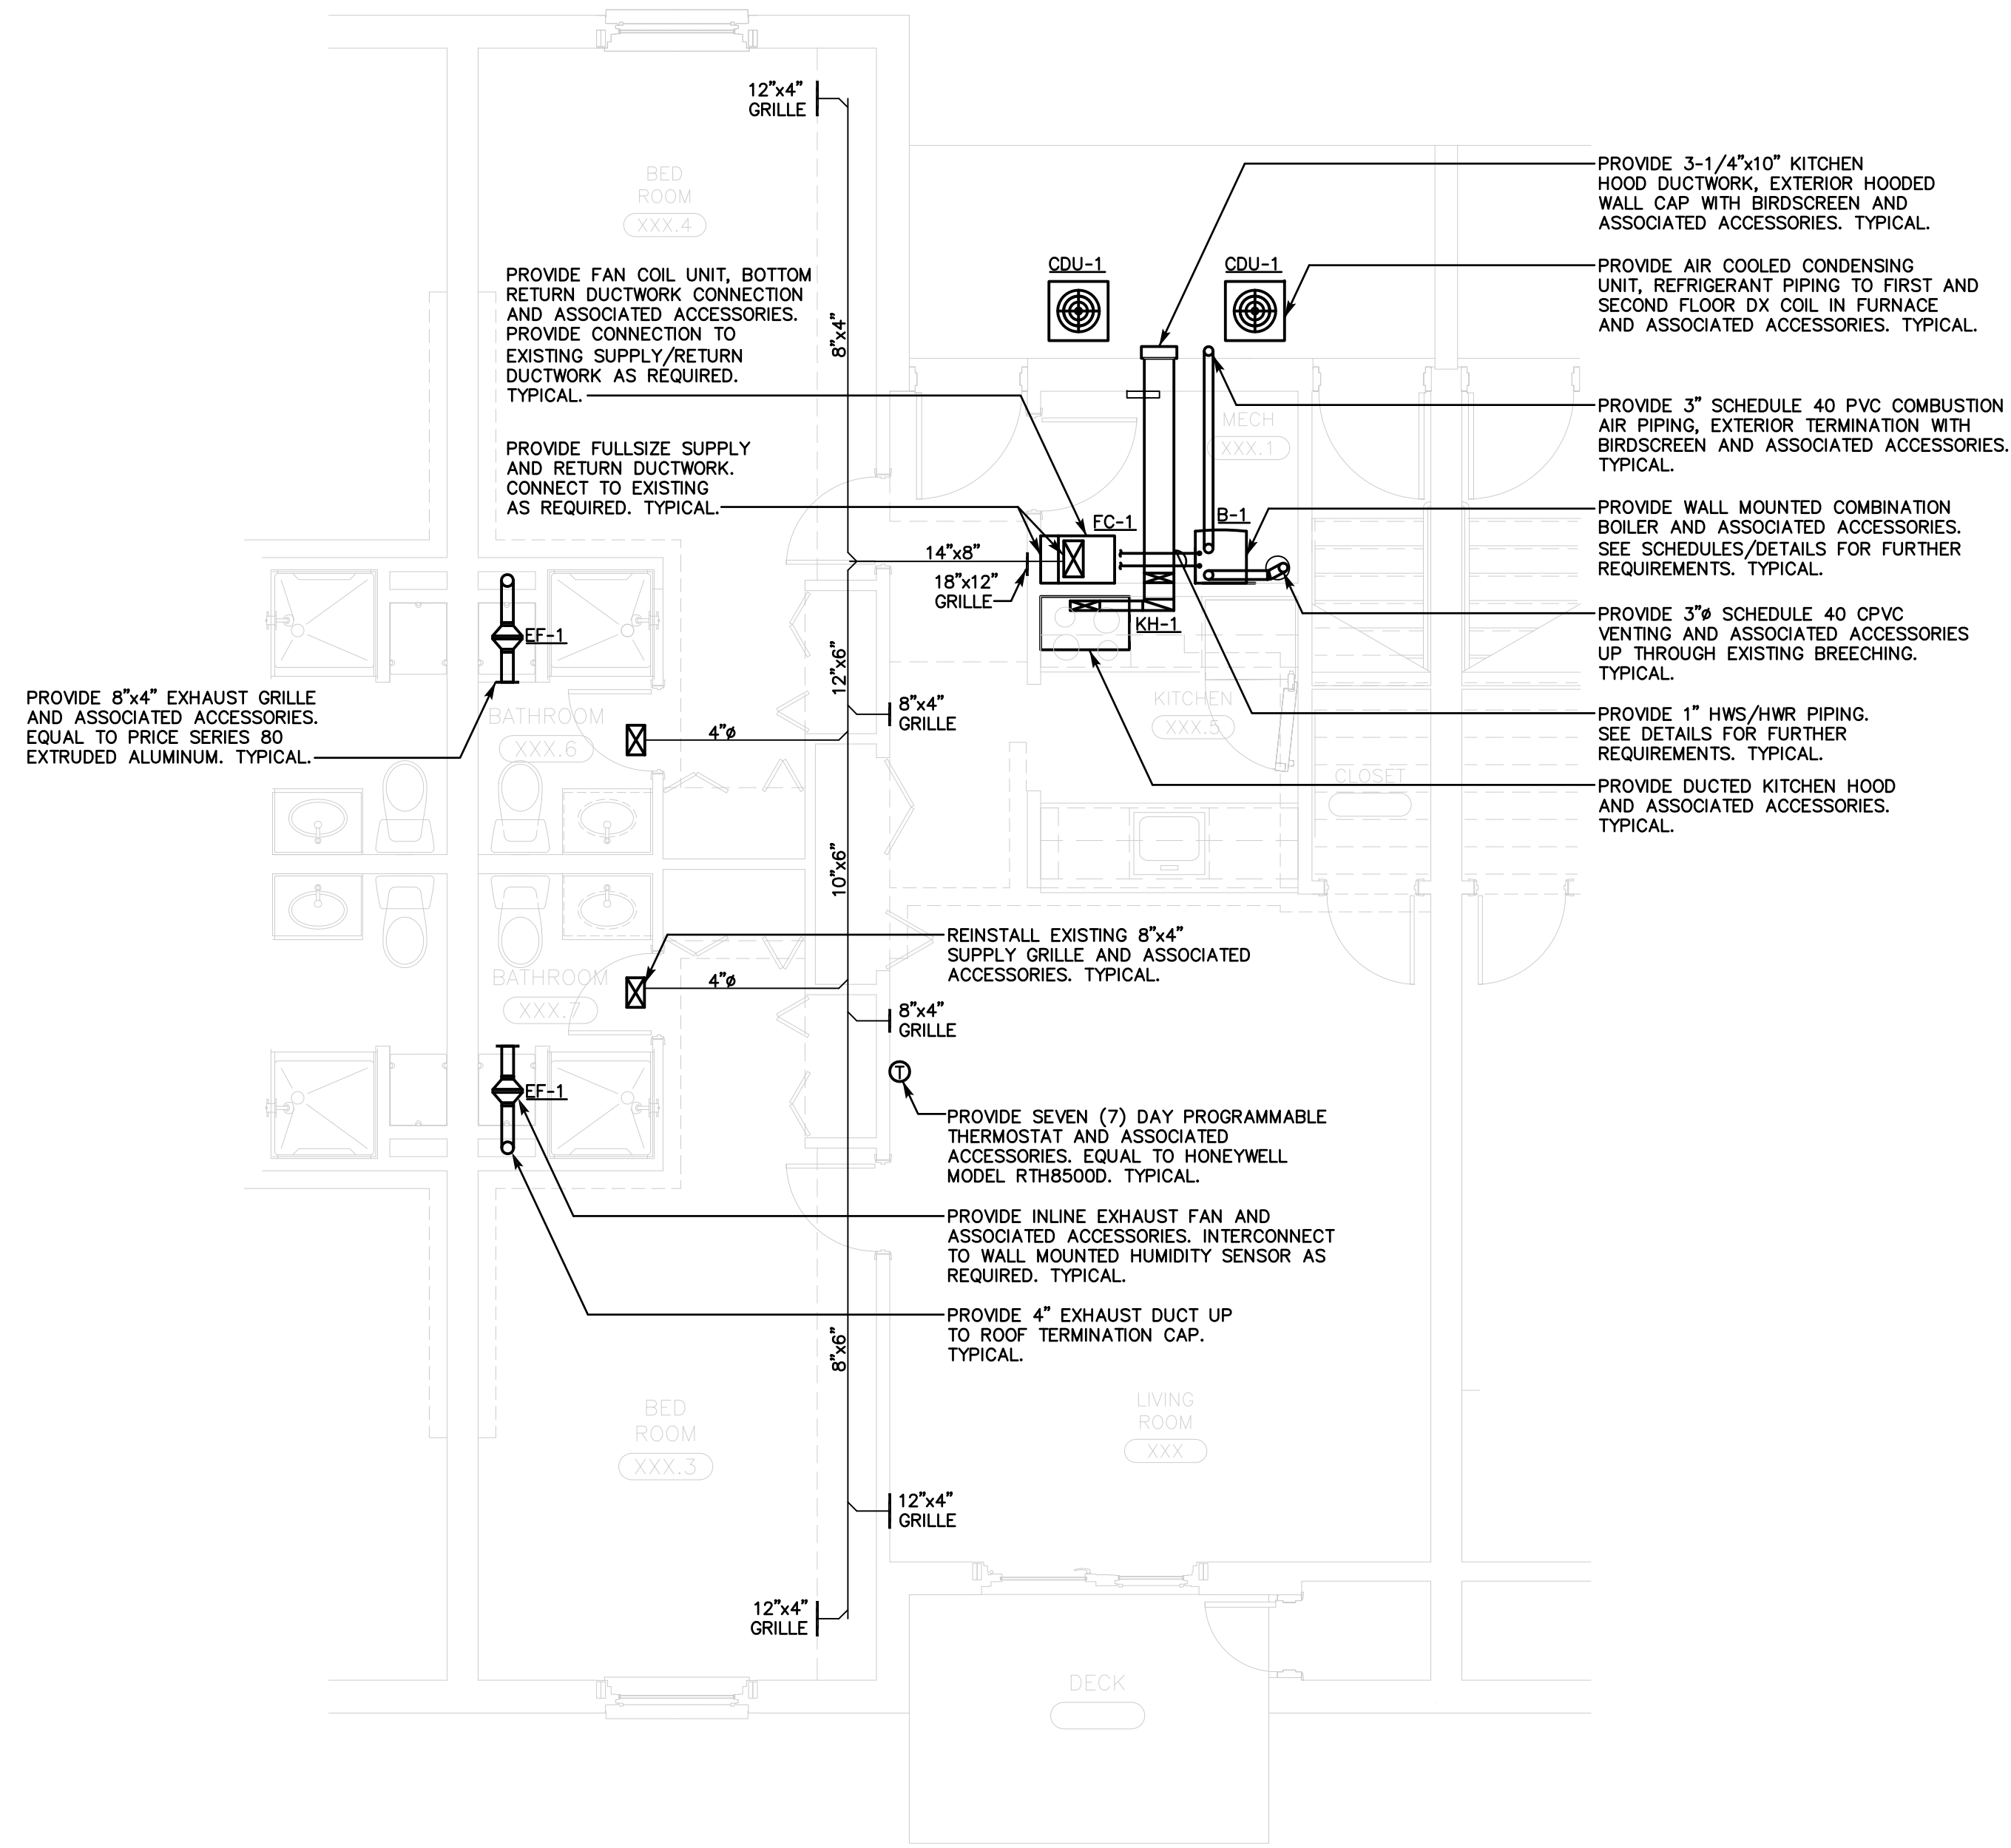 12"x4"
GRILLE
BED
ROOM
XXX.4
PROVIDE FAN COIL UNIT, BOTTOM
RETURN DUCTWORK CONNECTION
AND ASSOCIATED ACCESSORIES.
PROVIDE CONNECTION TO
EXISTING SUPPLY/RETURN
DUCTWORK AS REQUIRED.
TYPICAL.
8"x4"
PROVIDE FULLSIZE SUPPLY
AND RETURN DUCTWORK.
CONNECT TO EXISTING
AS REQUIRED. TYPICAL.
CDU-1
CDU-1
PROVIDE 3-1/4"x10" KITCHEN
HOOD DUCTWORK, EXTERIOR HOODED
WALL CAP WITH BIRDSCREEN AND
ASSOCIATED ACCESSORIES. TYPICAL.
PROVIDE AIR COOLED CONDENSING
UNIT, REFRIGERANT PIPING TO FIRST AND
SECOND FLOOR DX COIL IN FURNACE
AND ASSOCIATED ACCESSORIES. TYPICAL.
MECH
XXX.1
PROVIDE 3" SCHEDULE 40 PVC COMBUSTION
AIR PIPING, EXTERIOR TERMINATION WITH
BIRDSCREEN AND ASSOCIATED ACCESSORIES.
TYPICAL.
FC-1
B-1
PROVIDE WALL MOUNTED COMBINATION
BOILER AND ASSOCIATED ACCESSORIES.
SEE SCHEDULES/DETAILS FOR FURTHER
REQUIREMENTS. TYPICAL.
14"x8"
18"x12"
GRILLE
KH-1
PROVIDE 3"ø SCHEDULE 40 CPVC
VENTING AND ASSOCIATED ACCESSORIES
UP THROUGH EXISTING BREECHING.
TYPICAL.
EF-1
12"x6"
PROVIDE 8"x4" EXHAUST GRILLE
AND ASSOCIATED ACCESSORIES.
EQUAL TO PRICE SERIES 80
EXTRUDED ALUMINUM. TYPICAL.
BATHROOM
XXX.6
4"ø
8"x4"
GRILLE
KITCHEN
XXX.5
PROVIDE 1" HWS/HWR PIPING.
SEE DETAILS FOR FURTHER
REQUIREMENTS. TYPICAL.
CLOSET
PROVIDE DUCTED KITCHEN HOOD
AND ASSOCIATED ACCESSORIES.
TYPICAL.
10"x6"
REINSTALL EXISTING 8"x4"
SUPPLY GRILLE AND ASSOCIATED
ACCESSORIES. TYPICAL.
BATHROOM
XXX.7
4"ø
8"x4"
GRILLE
T
EF-1
PROVIDE SEVEN (7) DAY PROGRAMMABLE
THERMOSTAT AND ASSOCIATED
ACCESSORIES. EQUAL TO HONEYWELL
MODEL RTH8500D. TYPICAL.
PROVIDE INLINE EXHAUST FAN AND
ASSOCIATED ACCESSORIES. INTERCONNECT
TO WALL MOUNTED HUMIDITY SENSOR AS
REQUIRED. TYPICAL.
PROVIDE 4" EXHAUST DUCT UP
TO ROOF TERMINATION CAP.
TYPICAL.
8"x6"
BED
ROOM
XXX.3
LIVING
ROOM
XXX
12"x4"
GRILLE
12"x4"
GRILLE
DECK